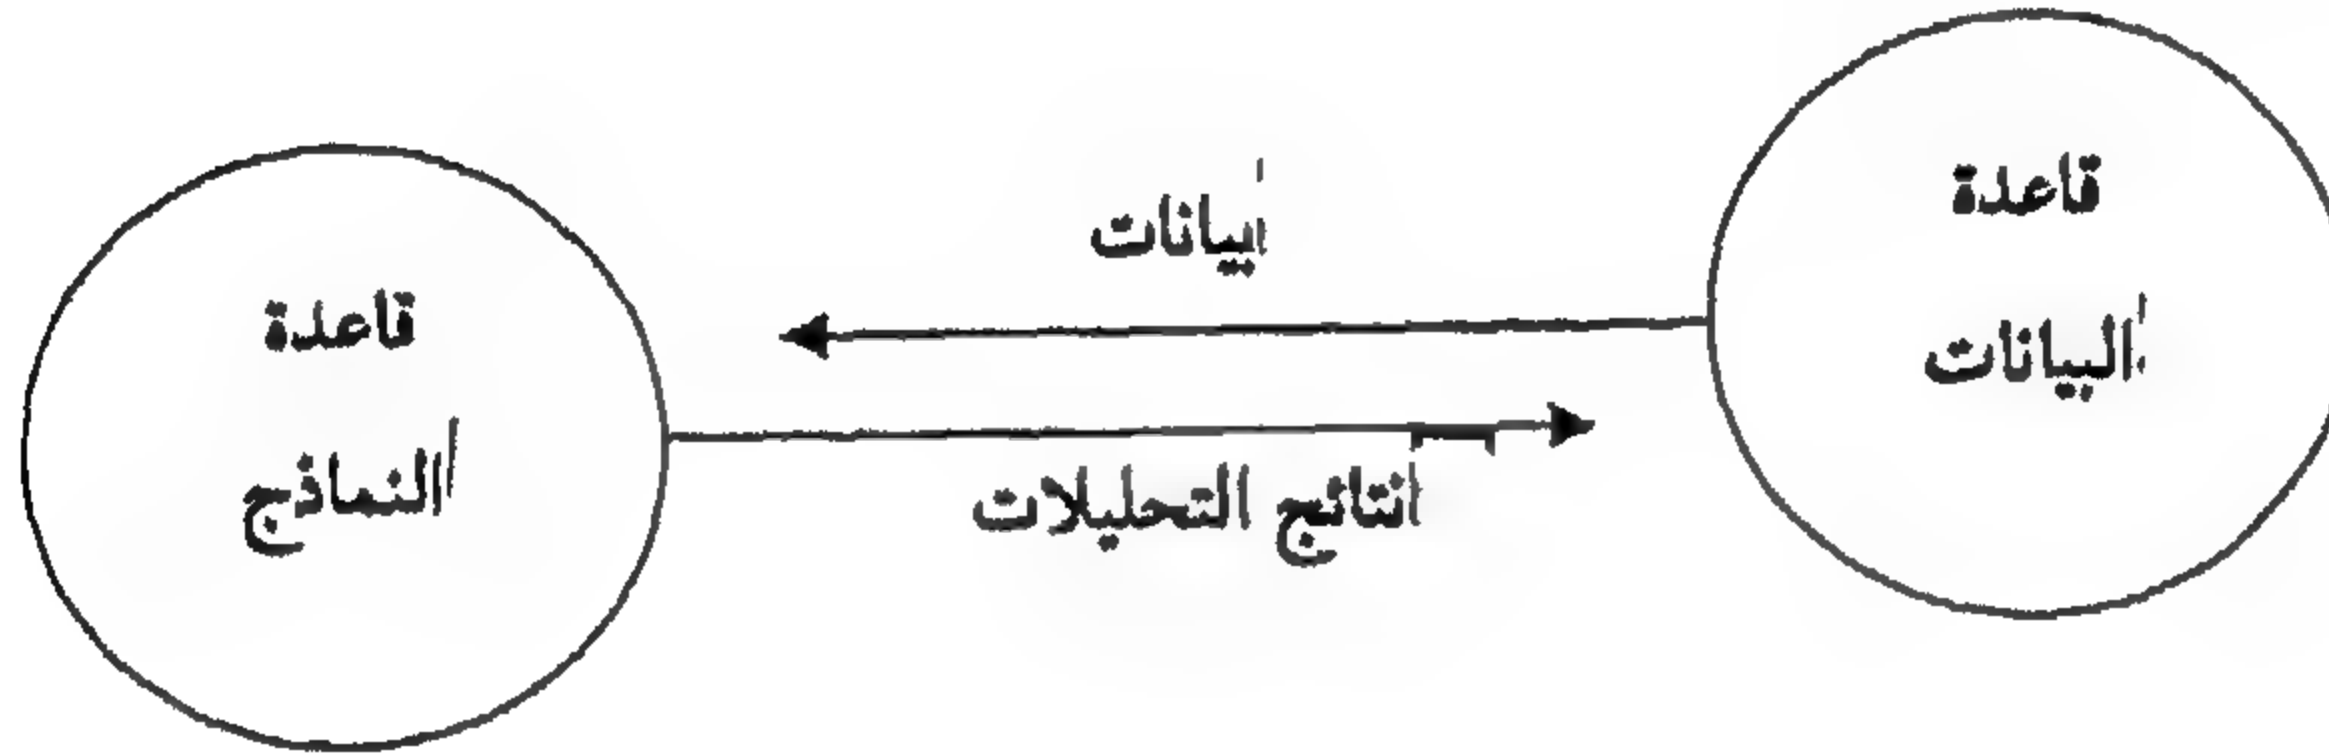 قاعدة
البيانات
بيانات
نتائج التحليلات
قاعدة
النماذج